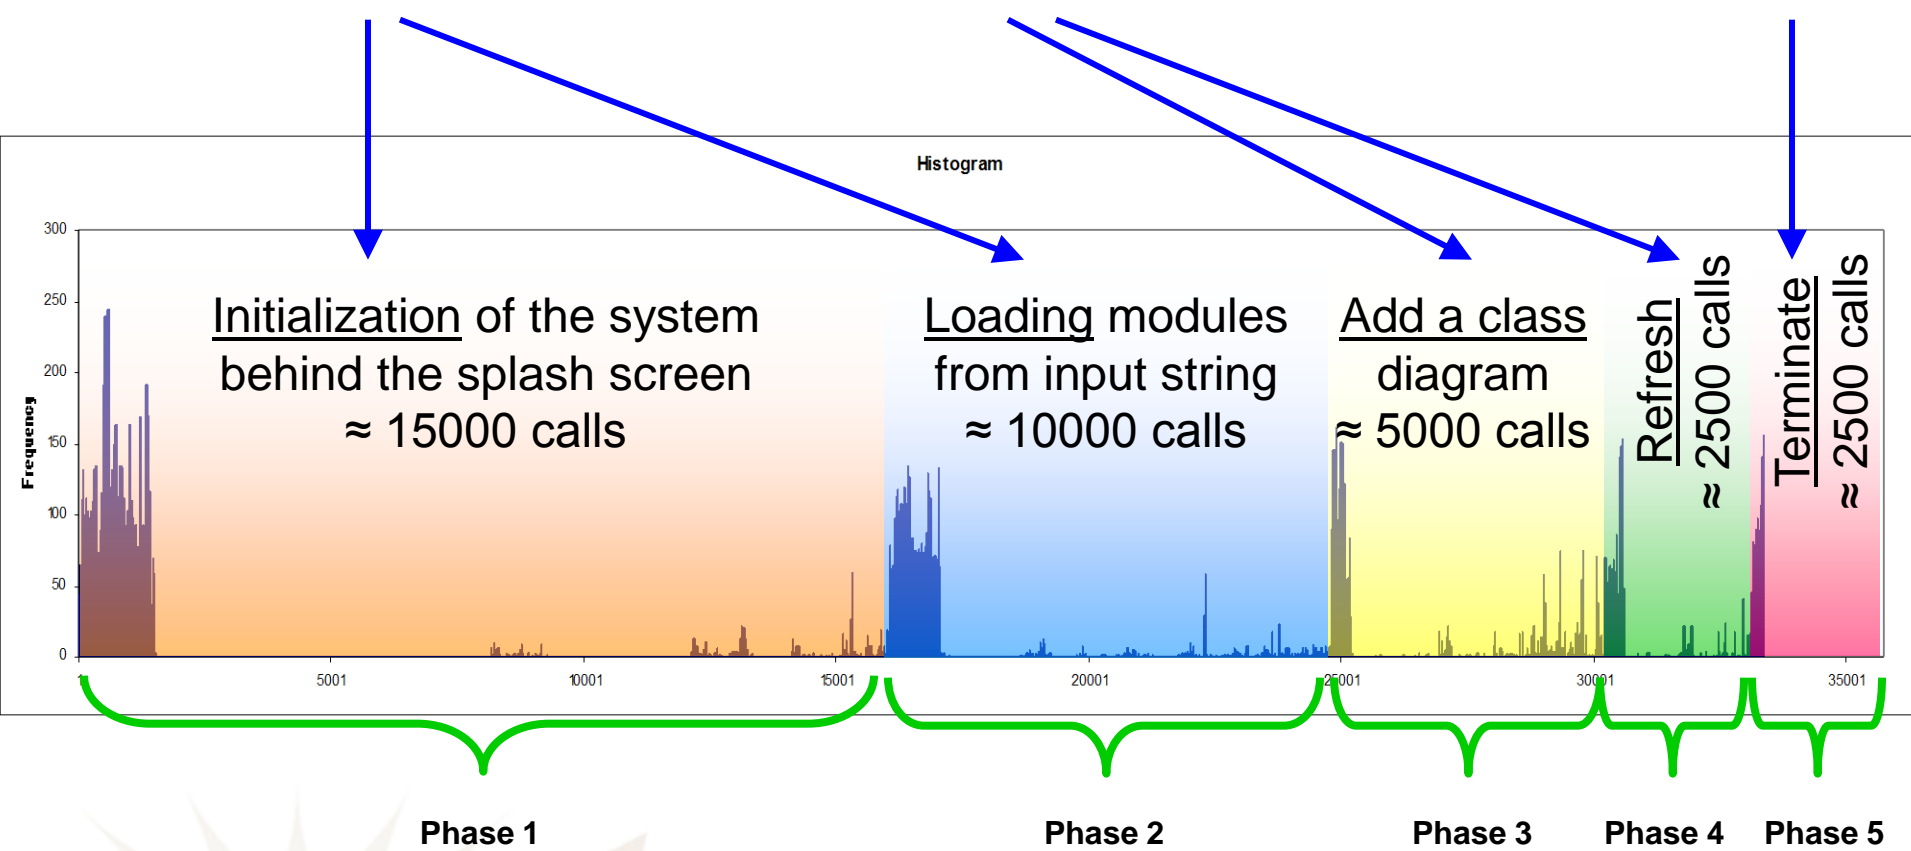 Histogram
Frequency
300
250
200
150
100
50
0
Initialization of the system
behind the splash screen
≈ 15000 calls
Loading modules
from input string
≈ 10000 calls
Add a class
diagram
≈ 5000 calls
Refresh
≈ 2500 calls
Terminate
≈ 2500 calls
5001
10001
15001
20001
25001
30001
35001
Phase 1
Phase 2
Phase 3
Phase 4
Phase 5